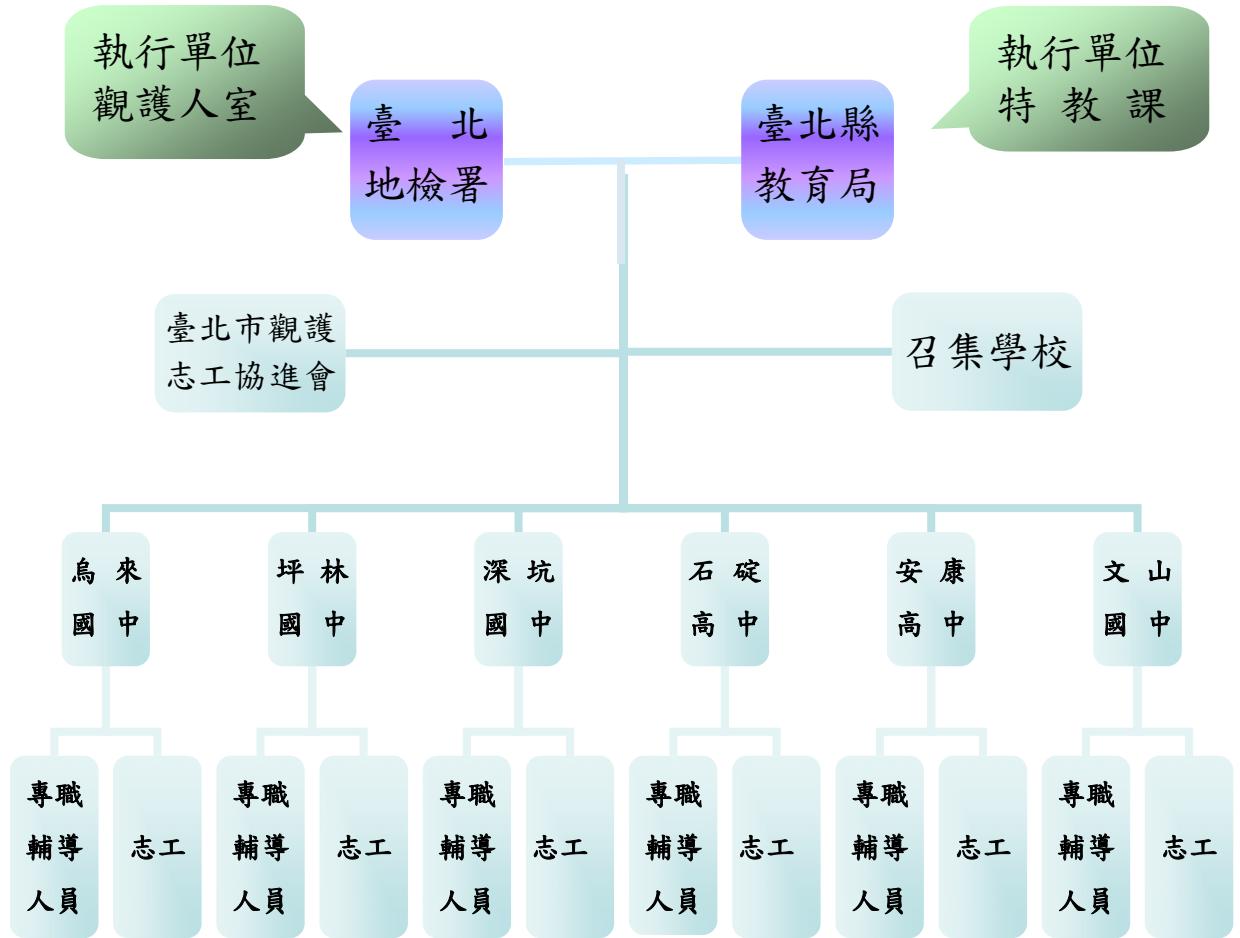 執行單位
觀護人室
執行單位
特教課
臺北
地檢署
臺北縣
教育局
臺北市觀護
志工協進會
召集學校
烏來
國中
坪林
國中
深坑
國中
石碇
高中
安康
高中
文山
國中
專職
輔導
人員
志工
專職
輔導
人員
志工
專職
輔導
人員
志工
專職
輔導
人員
志工
專職
輔導
人員
志工
專職
輔導
人員
志工